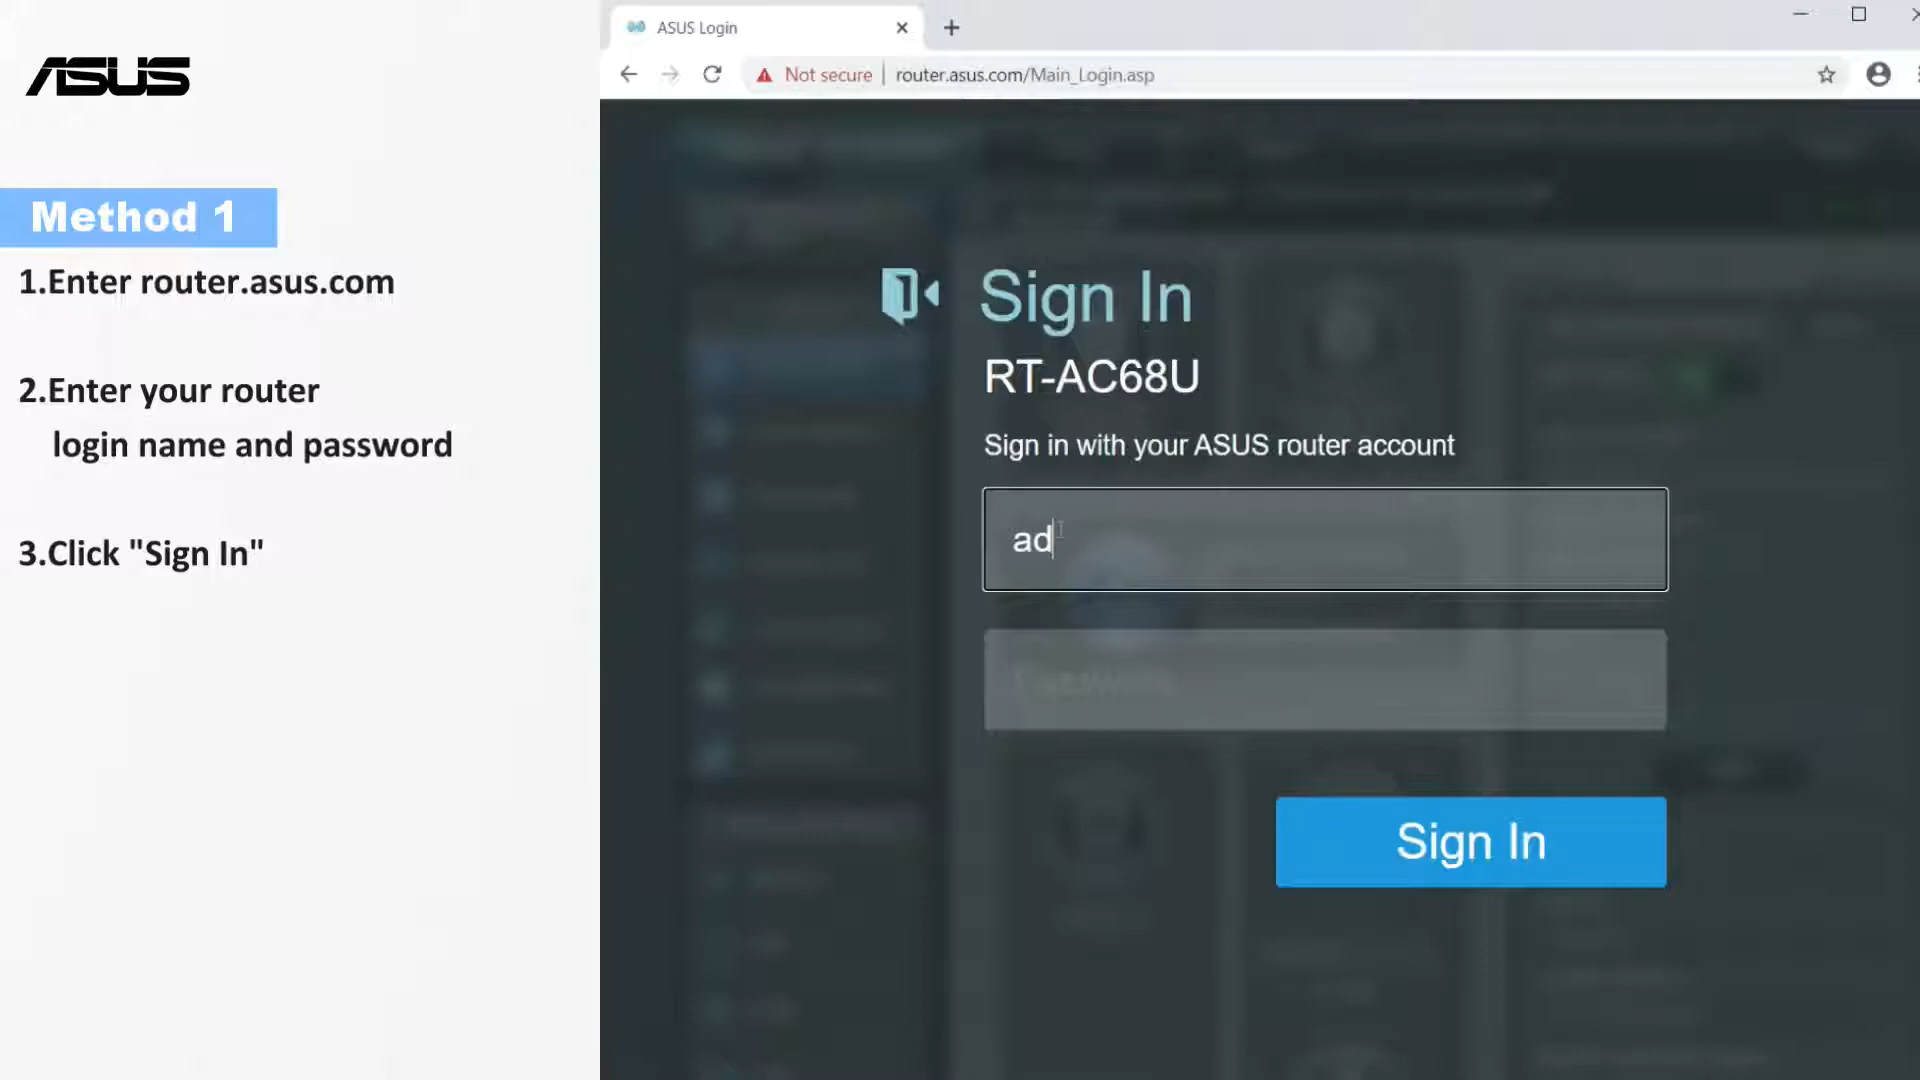 ASUS
Method 1
1.Enter router.asus.com
2.Enter your router
login name and password
3.Click "Sign In"
ASUS Login
Not secure
router.asus.com/Main_Login.asp
Sign In
RT-AC68U
Sign in with your ASUS router account
ad
Sign In